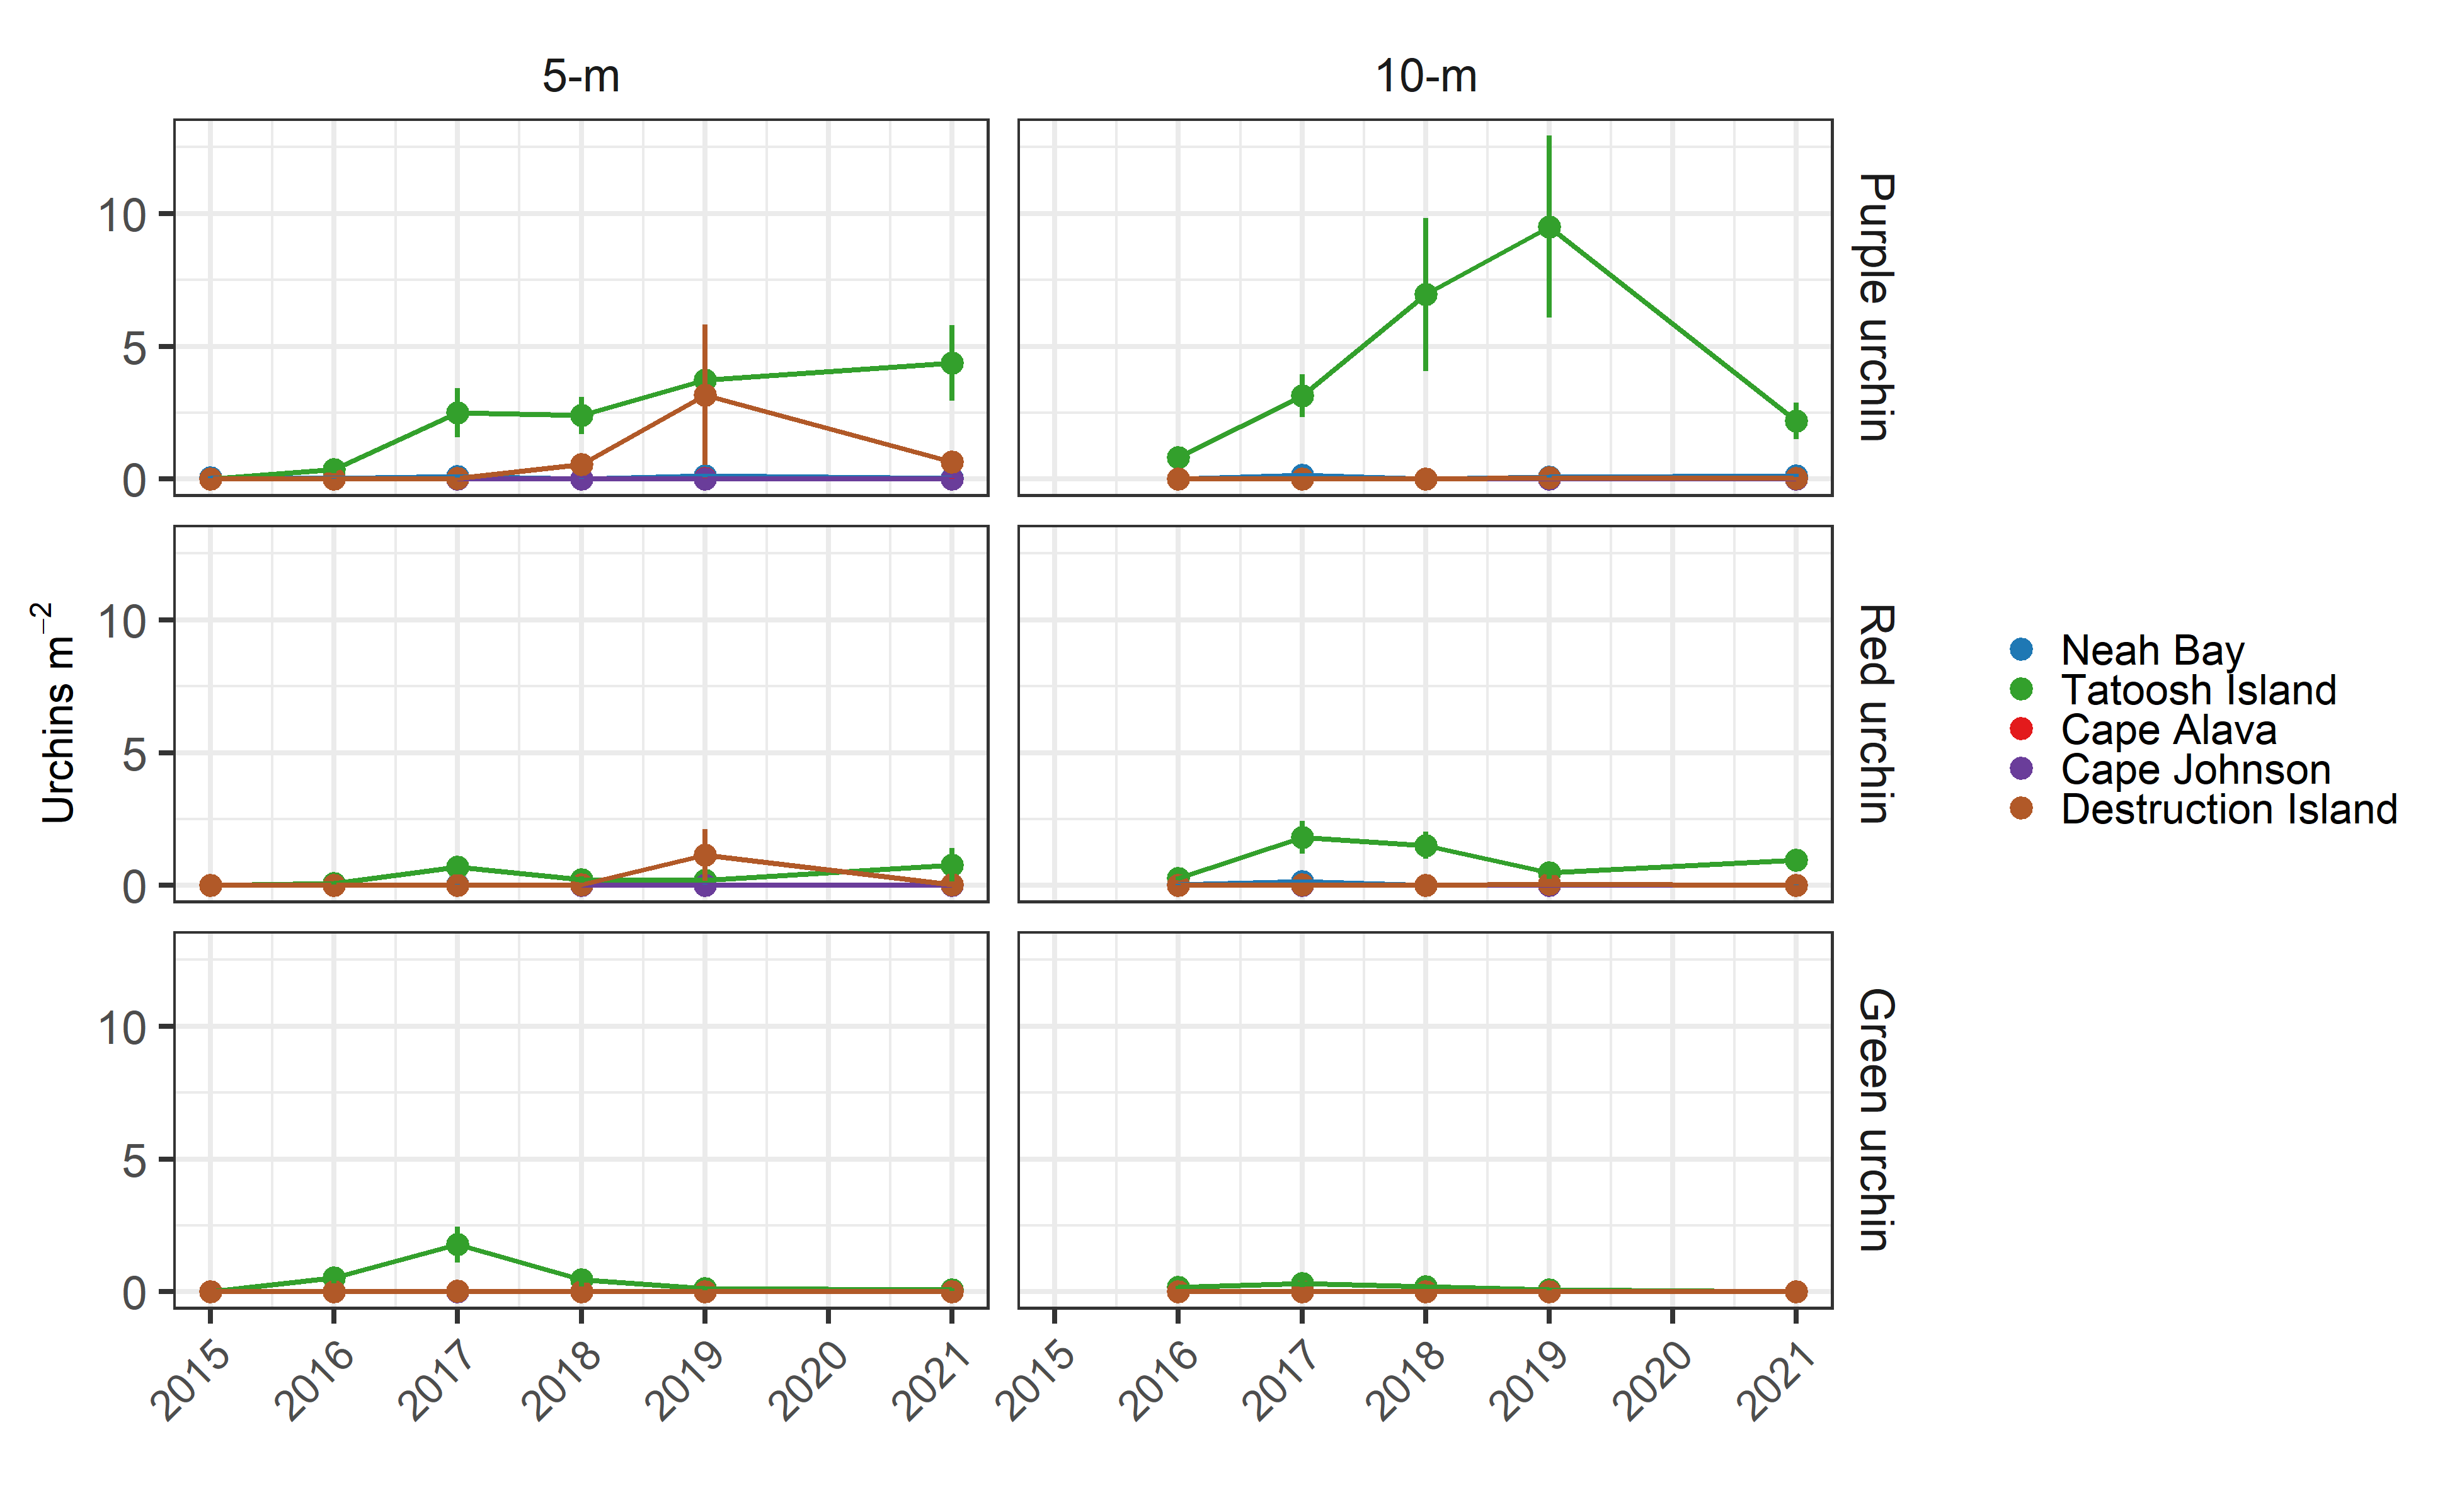 5-m 10-m
10
5
0
Purple urchin
10
5
0
Red urchin
10
5
0
Green urchin
Urchins m⁻²
2015 2016 2017 2018 2019 2020 2021
2015 2016 2017 2018 2019 2020 2021
Neah Bay
Tatoosh Island
Cape Alava
Cape Johnson
Destruction Island